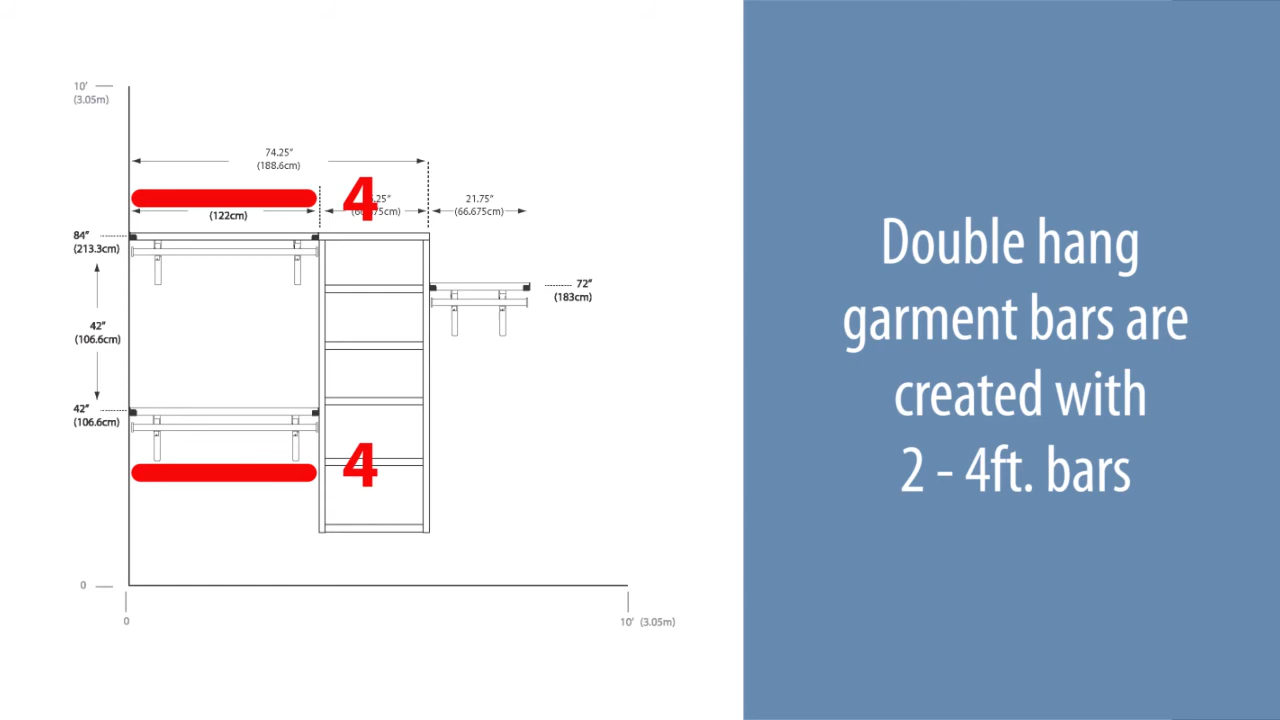 10’
(3.05m)
74.25”
(188.6cm)
4
.25”
21.75”
(122cm)
75cm)
(66.675cm)
84”
(213.3cm)
72”
(183cm)
42”
(106.6cm)
42”
(106.6cm)
4
0
0
10’ (3.05m)
Double hang
garment bars are
created with
2 - 4ft. bars